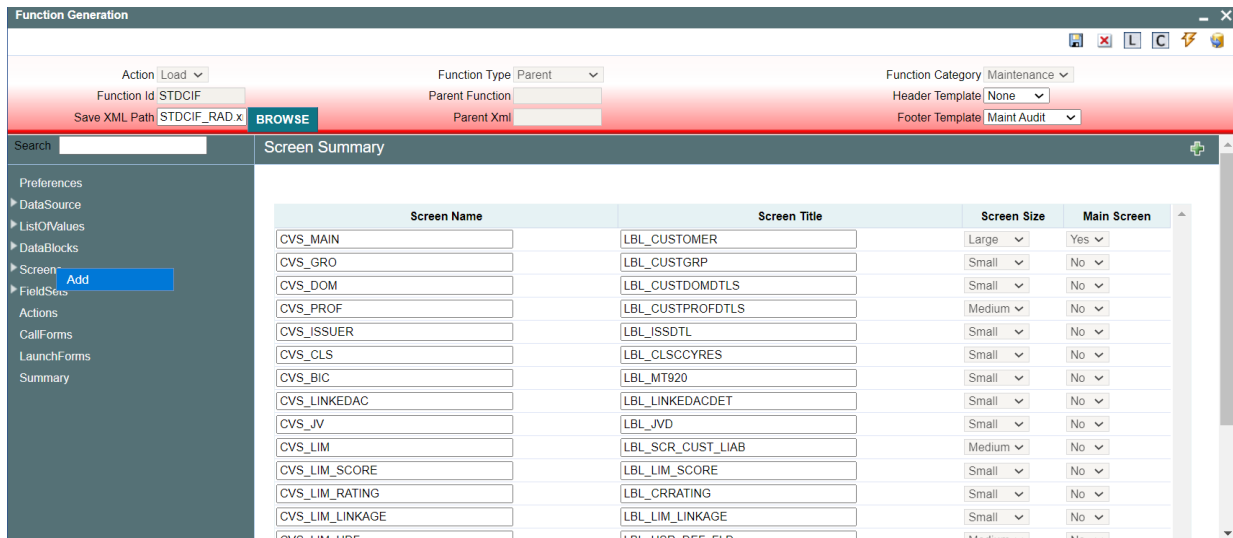 Function Generation
L C
Action Load Function Type Parent Function Category Maintenance
Function Id STDCIF Parent Function Header Template None
Save XML Path STDCIF_RAD.x BROWSE Parent Xml Footer Template Maint Audit
Search Screen Summary
Preferences
DataSource
ListOfValues
DataBlocks
Screens
Add
FieldSets
Actions
CallForms
LaunchForms
Summary
Screen Name Screen Title Screen Size Main Screen
CVS_MAIN LBL_CUSTOMER Large Yes
CVS_GRO LBL_CUSTGRP Small No
CVS_DOM LBL_CUSTDOMDTLS Small No
CVS_PROF LBL_CUSTPROFDTLS Medium No
CVS_ISSUER LBL_ISSDTL Small No
CVS_CLS LBL_CLSCCYRES Small No
CVS_BIC LBL_MT920 Small No
CVS_LINKEDAC LBL_LINKEDACDET Small No
CVS_JV LBL_JVD Small No
CVS_LIM LBL_SCR_CUST_LIAB Medium No
CVS_LIM_SCORE LBL_LIM_SCORE Small No
CVS_LIM_RATING LBL_CRRATING Small No
CVS_LIM_LINKAGE LBL_LIM_LINKAGE Small No